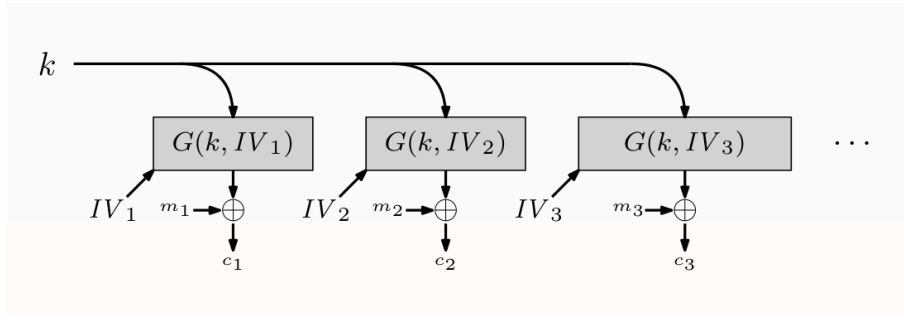 k
G(k, IV₁) G(k, IV₂) G(k, IV₃) ···
IV₁ m₁ IV₂ m₂ IV₃ m₃
c₁ c₂ c₃